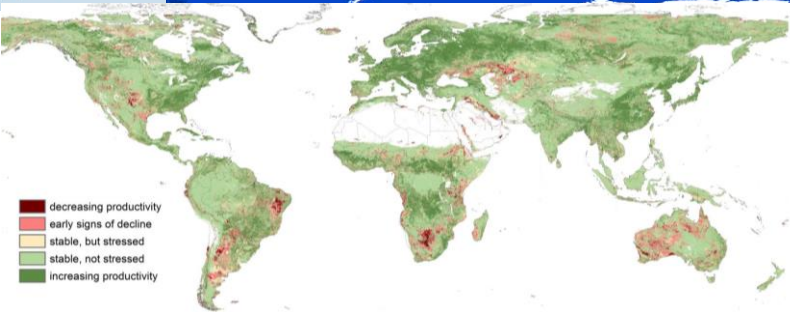 decreasing productivity
early signs of decline
stable, but stressed
stable, not stressed
increasing productivity